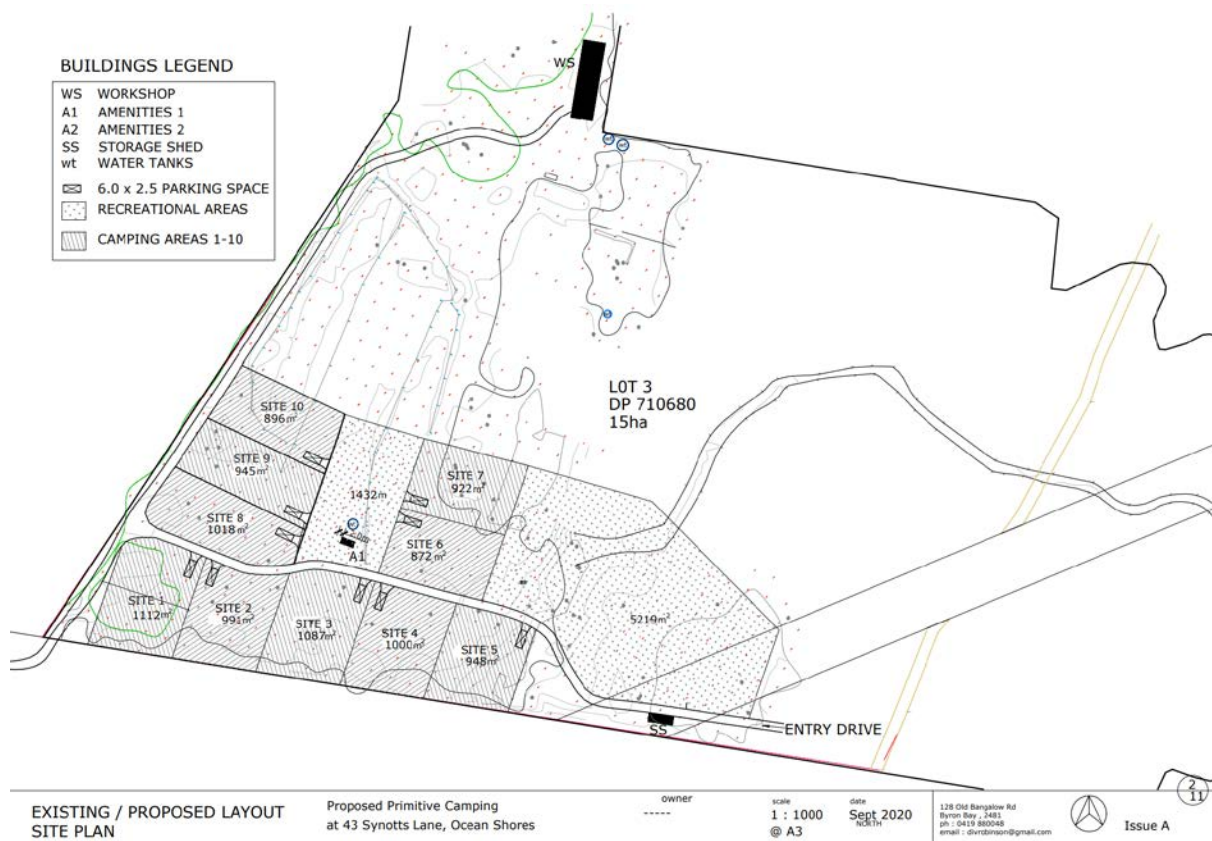 BUILDINGS LEGEND
WS WORKSHOP
A1 AMENITIES 1
A2 AMENITIES 2
SS STORAGE SHED
wt WATER TANKS
6.0 x 2.5 PARKING SPACE
RECREATIONAL AREAS
CAMPING AREAS 1-10
WS
wt
wt
LOT 3
DP 710680
15ha
SITE 10
896m²
SITE 9
945m²
SITE 8
1018m²
SITE 7
922m²
1432m
A1
SITE 6
872m²
SITE 1
1112m²
SITE 2
991m²
SITE 3
1087m²
SITE 4
1000m²
SITE 5
948m²
5219m²
SS
ENTRY DRIVE
EXISTING / PROPOSED LAYOUT
SITE PLAN
Proposed Primitive Camping
at 43 Synotts Lane, Ocean Shores
owner
-----
scale
1 : 1000
@ A3
date
Sept 2020
NORTH
128 Old Bangalow Rd
Byron Bay , 2481
ph : 0419 880048
email : divrobinson@gmail.com
Issue A
2
11